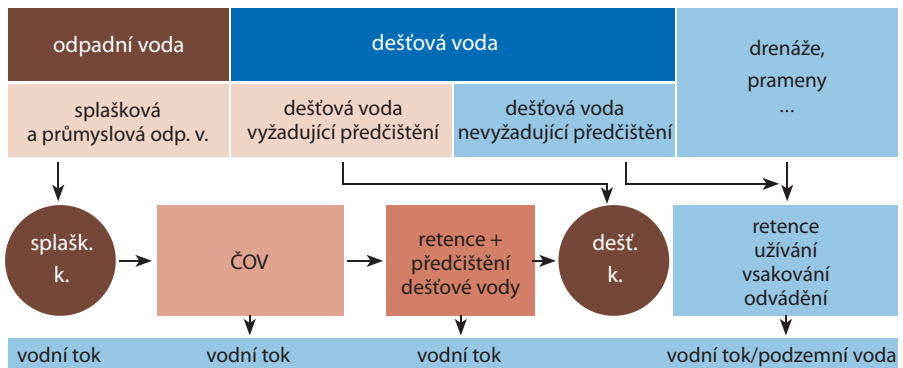 odpadní voda
dešťová voda
drenáže,
prameny
...
splašková
a průmyslová odp. v.
dešťová voda
vyžadující předčištění
dešťová voda
nevyžadující předčištění
splašk.
k.
ČOV
retence +
předčištění
dešťové vody
dešť.
k.
retence
užívání
vsakování
odvádění
vodní tok
vodní tok
vodní tok
vodní tok/podzemní voda